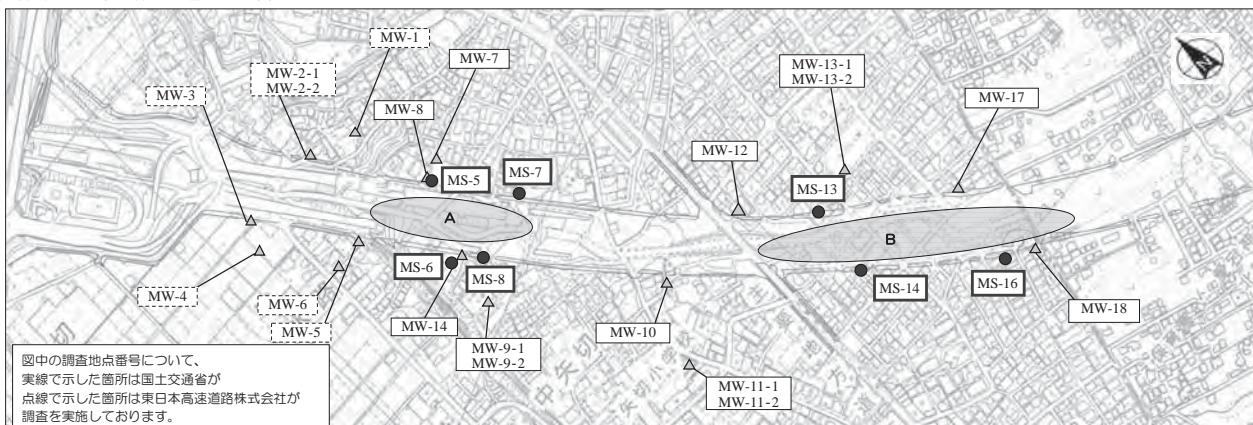 MW-1
MW-7
MW-2-1
MW-2-2
MW-3
MW-8
MS-5
MS-7
MW-13-1
MW-13-2
MW-17
MW-12
MS-13
N
A
B
MW-4
MW-6
MW-5
MS-6
MS-8
MW-14
MW-9-1
MW-9-2
MW-10
MS-14
MS-16
MW-18
MW-11-1
MW-11-2
図中の調査地点番号について、
実線で示した箇所は国土交通省が
点線で示した箇所は東日本高速道路株式会社が
調査を実施しております。
中矢切